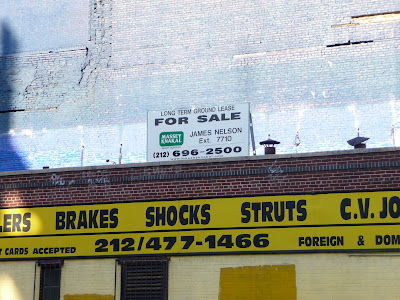 LONG TERM GROUND LEASE
FOR SALE
MASSEY
KNAKAL
JAMES NELSON
Ext. 7710
(212) 696-2500
LERS BRAKES SHOCKS STRUTS C.V. JO
CARDS ACCEPTED 212/477-1466 FOREIGN & DOM